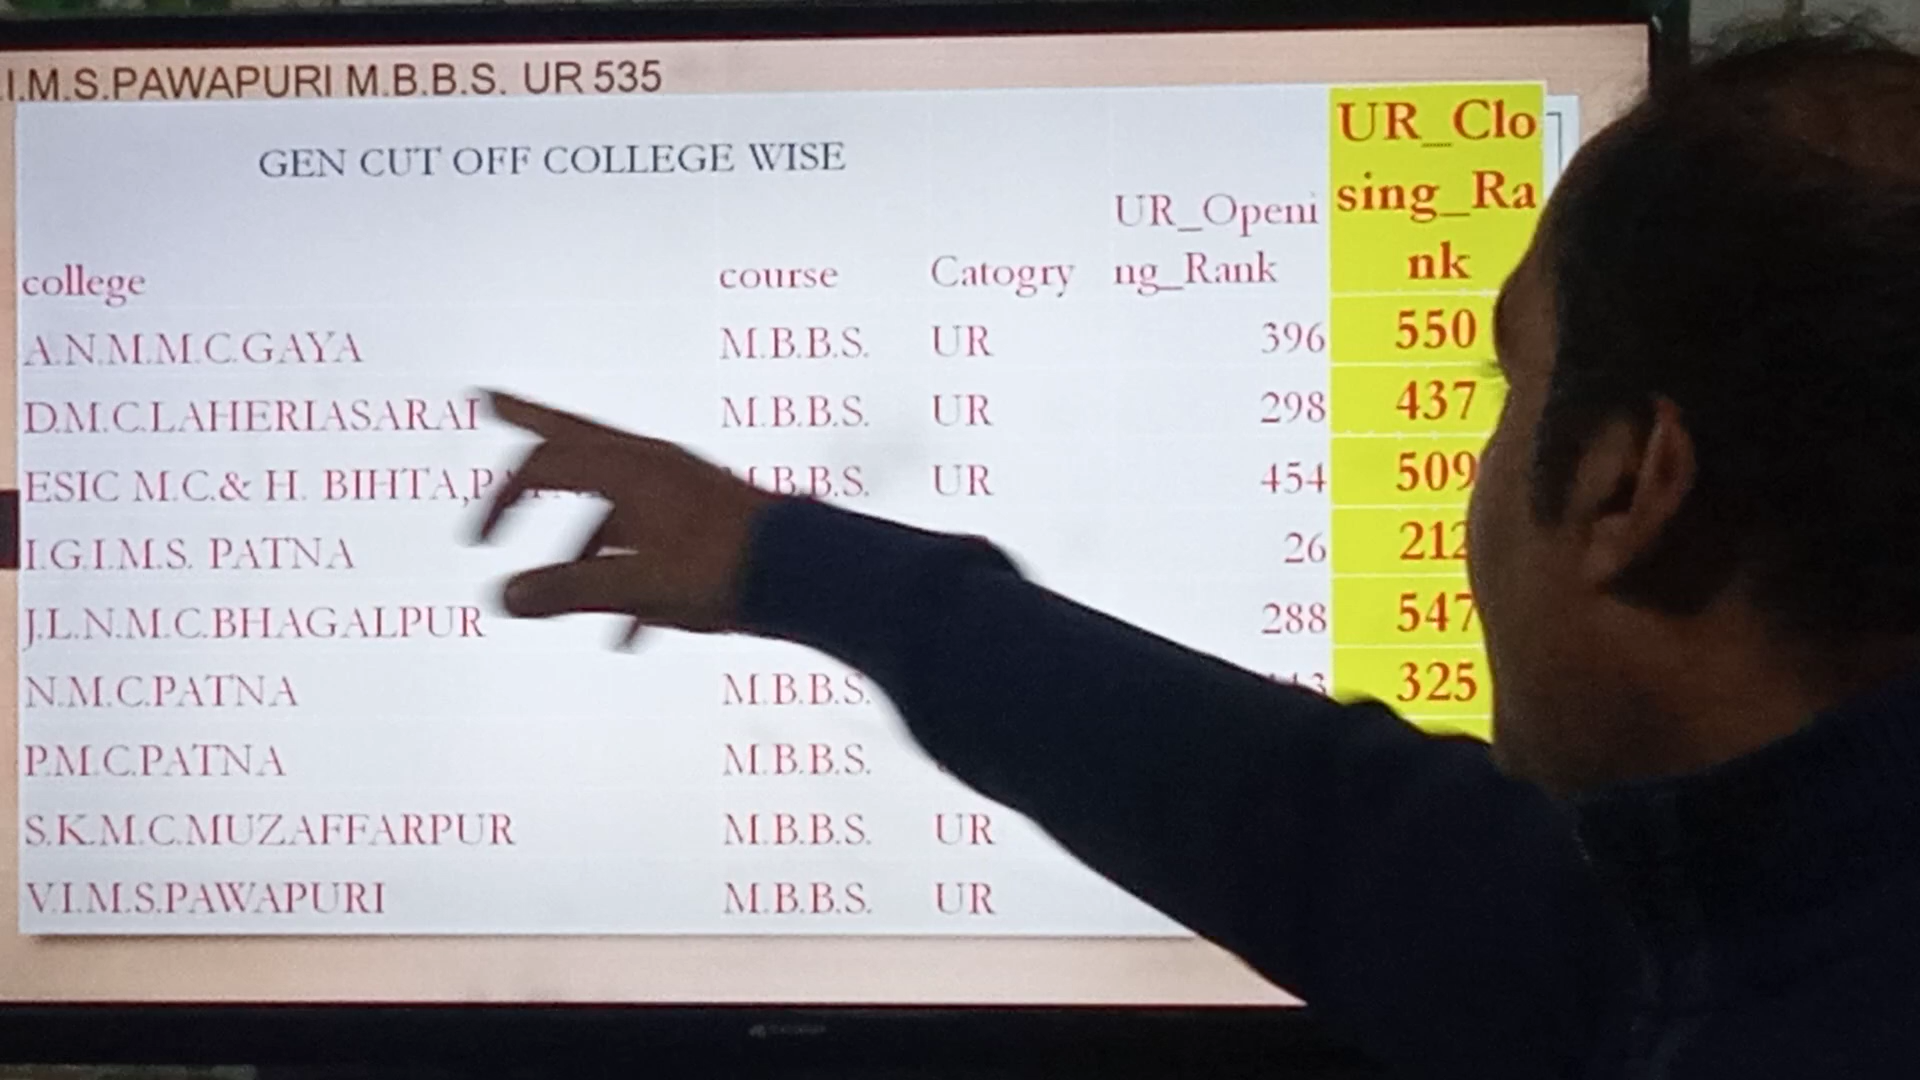 .I.M.S.PAWAPURI M.B.B.S. UR 535
GEN CUT OFF COLLEGE WISE
college course Catogry UR_Openi
ng_Rank UR_Clo
sing_Ra
nk
A.N.M.M.C.GAYA M.B.B.S. UR 396 550
D.M.C.LAHERIASARAI M.B.B.S. UR 298 437
ESIC M.C.& H. BIHTA, M.B.B.S. UR 454 509
I.G.I.M.S. PATNA 26 212
J.L.N.M.C.BHAGALPUR 288 547
N.M.C.PATNA M.B.B.S. 325
P.M.C.PATNA M.B.B.S.
S.K.M.C.MUZAFFARPUR M.B.B.S. UR
V.I.M.S.PAWAPURI M.B.B.S. UR